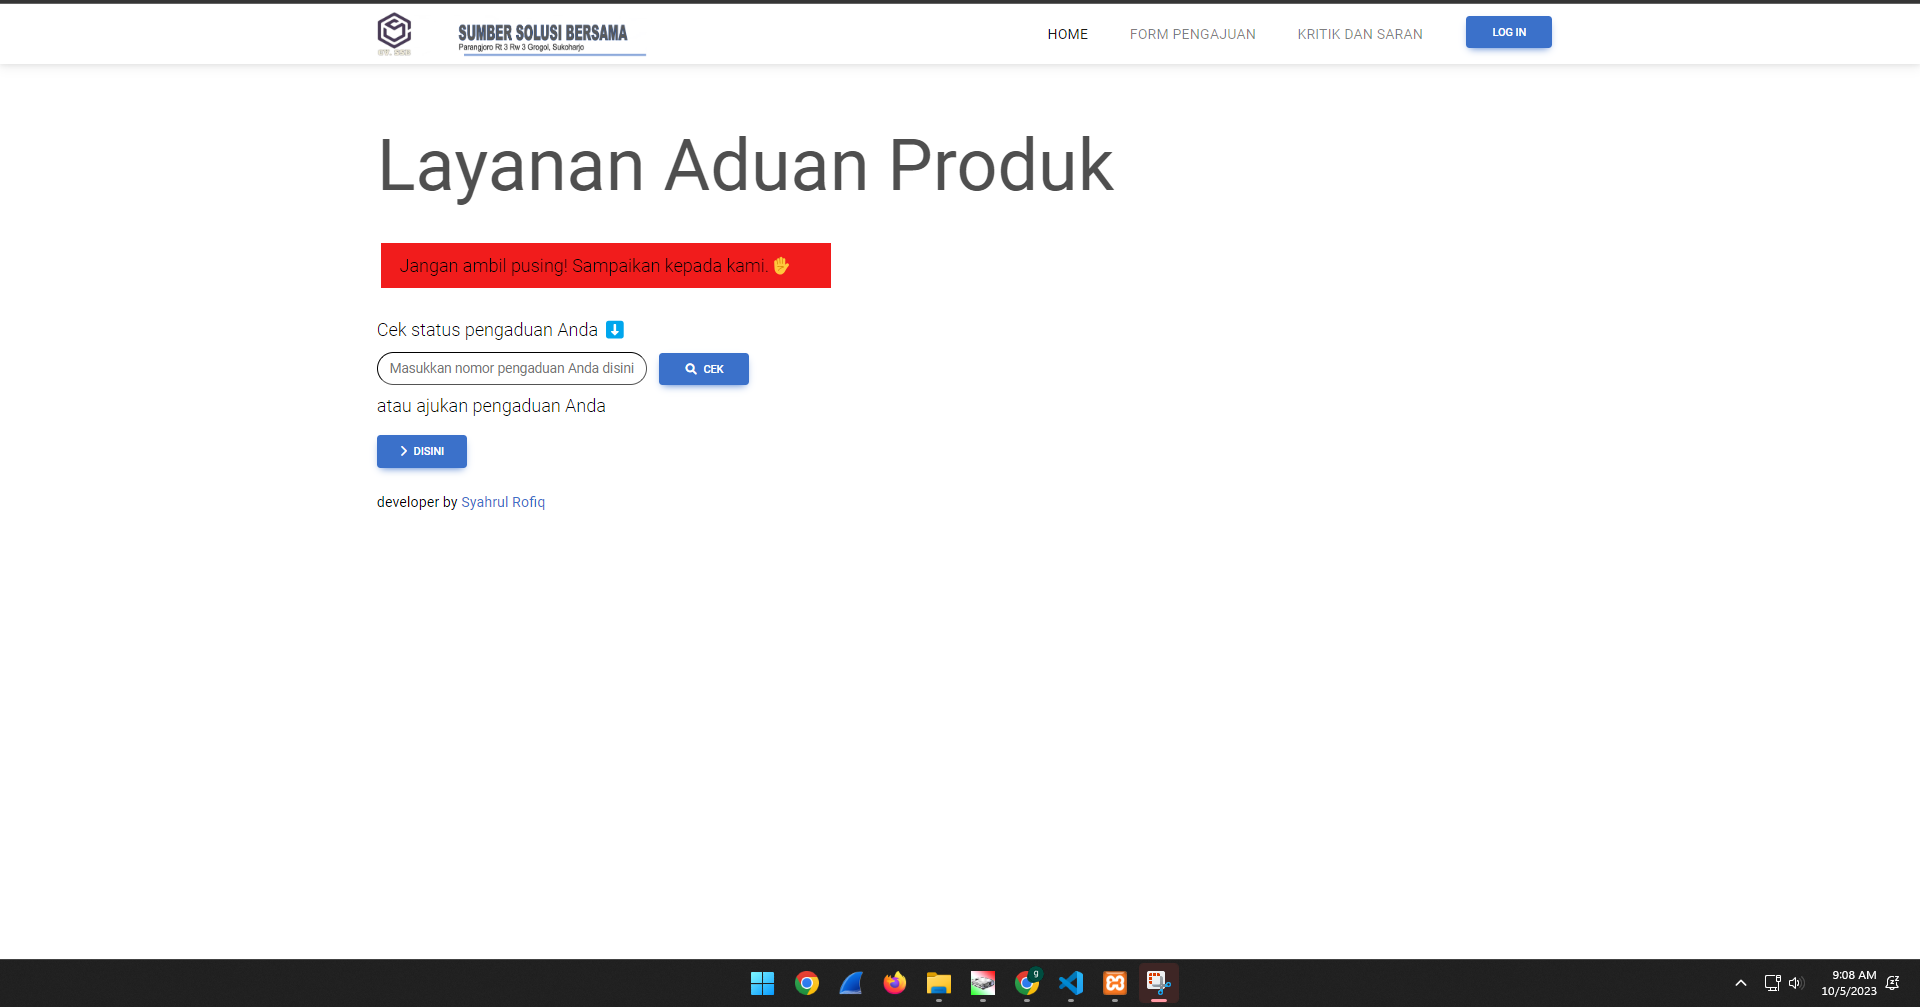 SUMBER SOLUSI BERSAMA
Parangjoro Rt 3 Rw 3 Grogol, Sukoharjo
HOME
FORM PENGAJUAN
KRITIK DAN SARAN
LOG IN
Layanan Aduan Produk
Jangan ambil pusing! Sampaikan kepada kami.
Cek status pengaduan Anda
Masukkan nomor pengaduan Anda disini
CEK
atau ajukan pengaduan Anda
DISINI
developer by Syahrul Rofiq
g
9:08 AM
10/5/2023